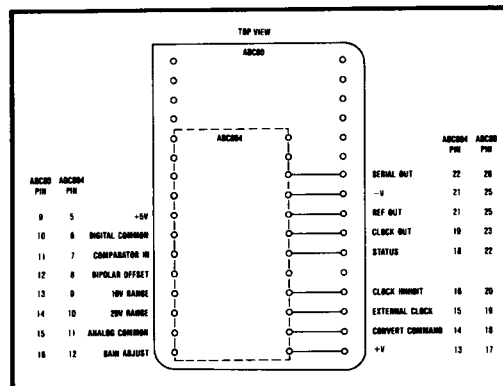 TOP VIEW
ADC80
ADC804
ADC80 PIN
ADC804 PIN
9 5 +5V
10 6 DIGITAL COMMON
11 7 COMPARATOR IN
12 8 BIPOLAR OFFSET
13 9 10V RANGE
14 10 20V RANGE
15 11 ANALOG COMMON
16 12 GAIN ADJUST
ADC804 PIN
ADC80 PIN
SERIAL OUT 22 26
-V 21 25
REF OUT 21 25
CLOCK OUT 19 23
STATUS 18 22
CLOCK INHIBIT 16 20
EXTERNAL CLOCK 15 19
CONVERT COMMAND 14 18
+V 13 17